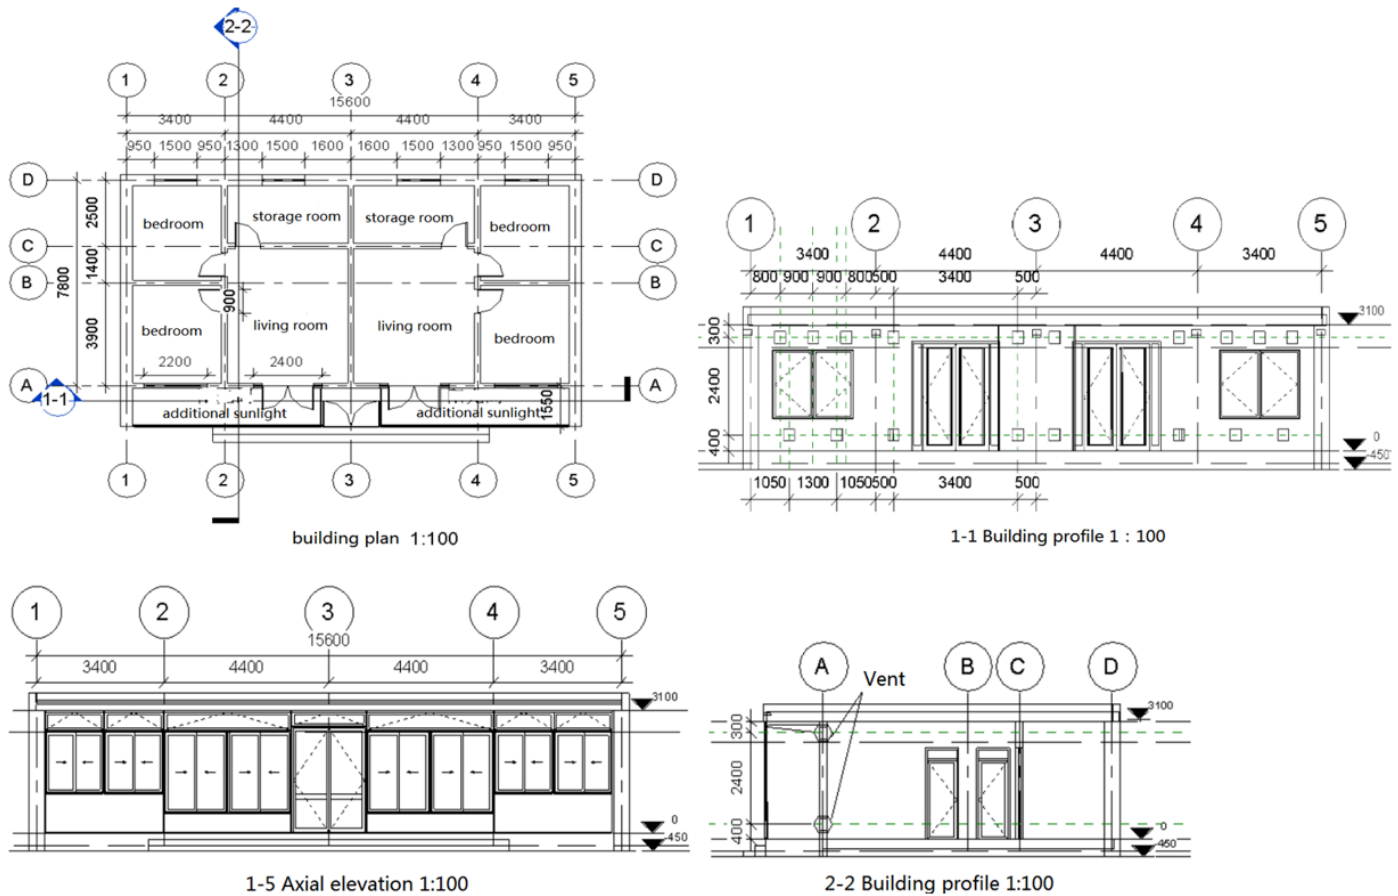 2-2
1 2 3 4 5
15600
3400 4400 4400 3400
950 1500 950 1300 1500 1600 1600 1500 1300 950 1500 950
D D
bedroom storage room storage room bedroom
2500
C C
1400
7800
B B
900
3900
bedroom living room living room bedroom
2200 2400
A A
1-1
additional sunlight additional sunlight
1550
1 2 3 4 5
building plan 1:100
1 2 3 4 5
3400 4400 4400 3400
800 900 900 800 500 3400 500
3100
300
2400
400
0
-450
1050 1300 1050 500 3400 500
1-1 Building profile 1 : 100
1 2 3 4 5
15600
3400 4400 4400 3400
3100
0
-450
1-5 Axial elevation 1:100
A B C D
Vent
3100
300
2400
400
0
-450
2-2 Building profile 1:100